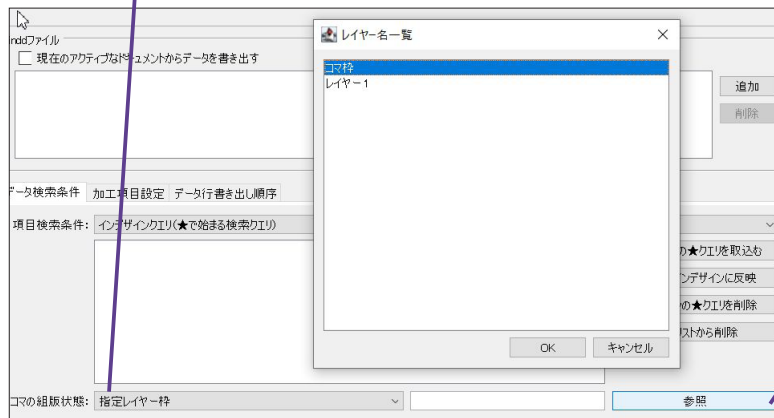 inddファイル
現在のアクティブなドキュメントからデータを書き出す
追加
削除
レイヤー名一覧
コマ枠
レイヤー1
OK
キャンセル
データ検索条件
加工項目設定
データ行書き出し順序
項目検索条件:
インデザインクエリ(★で始まる検索クエリ)
の★クエリを取込む
ンデザインに反映
の★クエリを削除
リストから削除
コマの組版状態:
指定レイヤー枠
参照